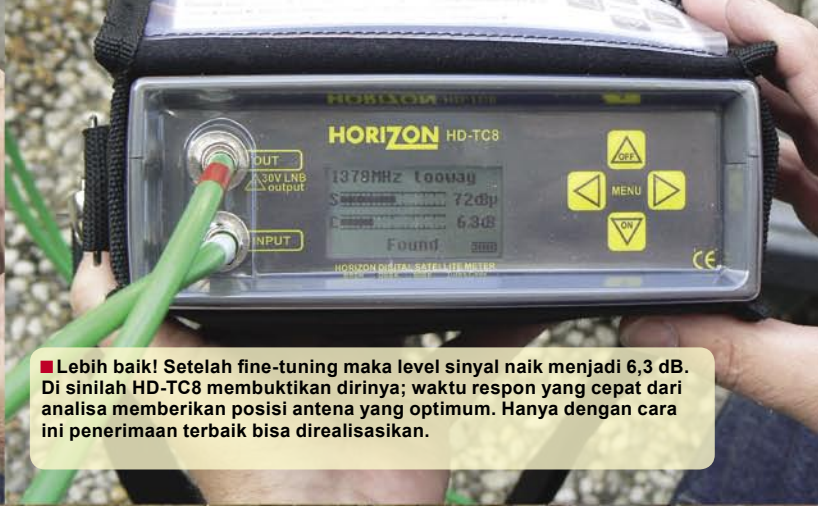 HORIZON HD-TC8
OUT
30V LNB
output
INPUT
1378MHz tooway
S 72dBµ
C 6.3dB
Found
OFF
MENU
ON
HORIZON DIGITAL SATELLITE METER
CE
Lebih baik! Setelah fine-tuning maka level sinyal naik menjadi 6,3 dB.
Di sinilah HD-TC8 membuktikan dirinya; waktu respon yang cepat dari
analisa memberikan posisi antena yang optimum. Hanya dengan cara
ini penerimaan terbaik bisa direalisasikan.